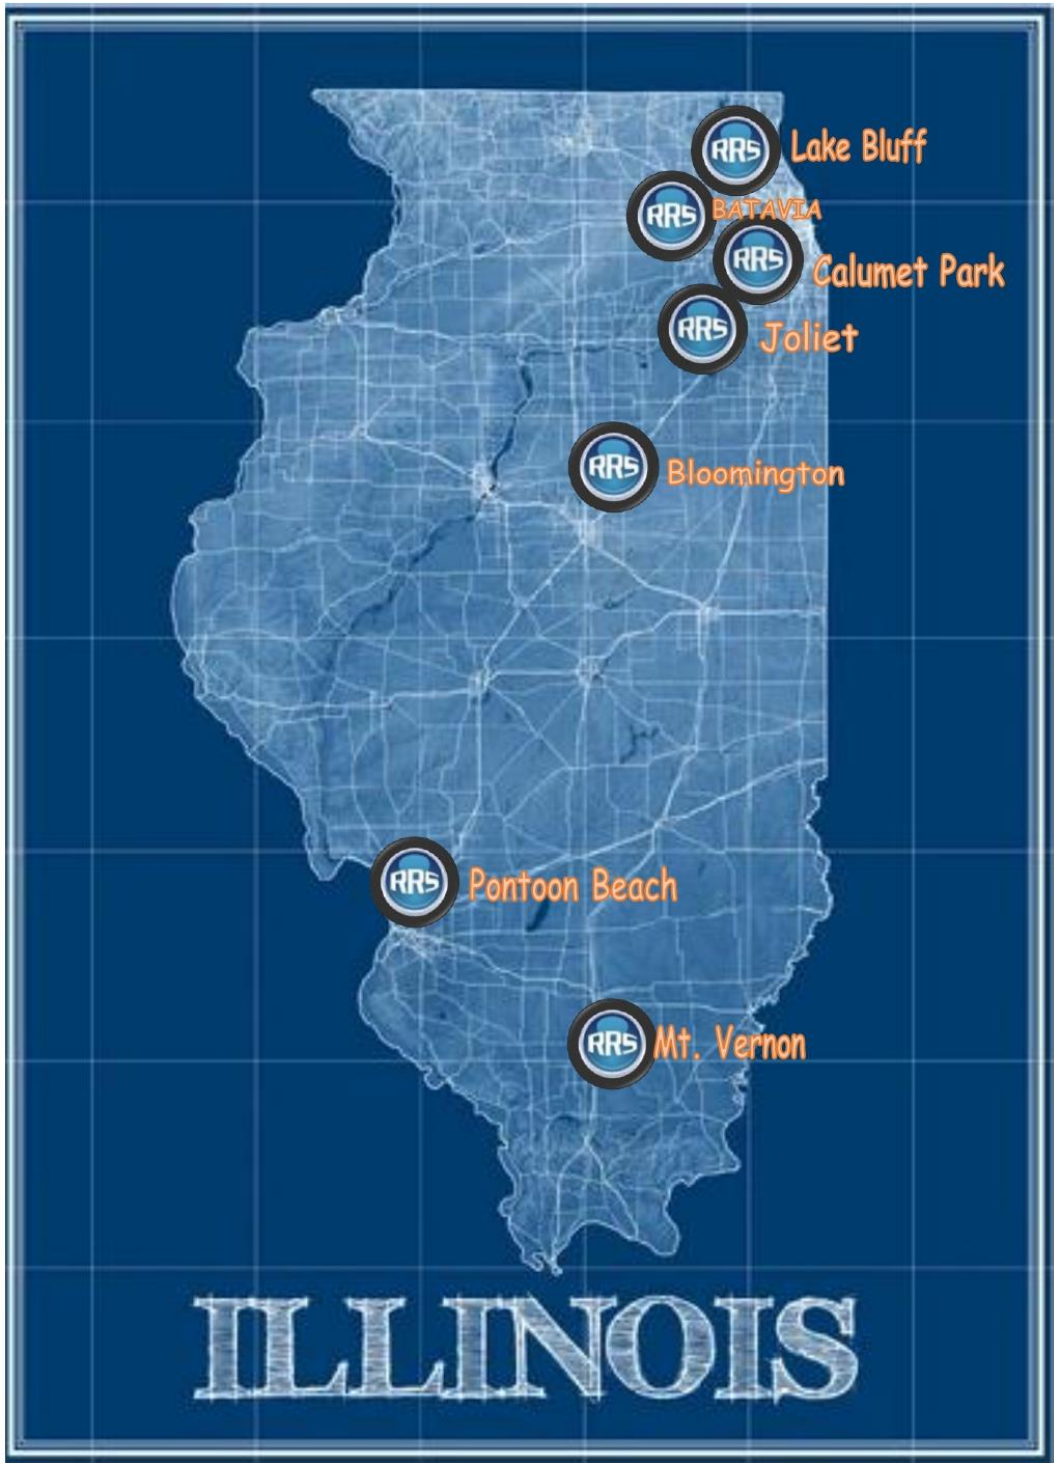 RRS Lake Bluff
RRS BATAVIA
RRS Calumet Park
RRS Joliet
RRS Bloomington
RRS Pontoon Beach
RRS Mt. Vernon
ILLINOIS